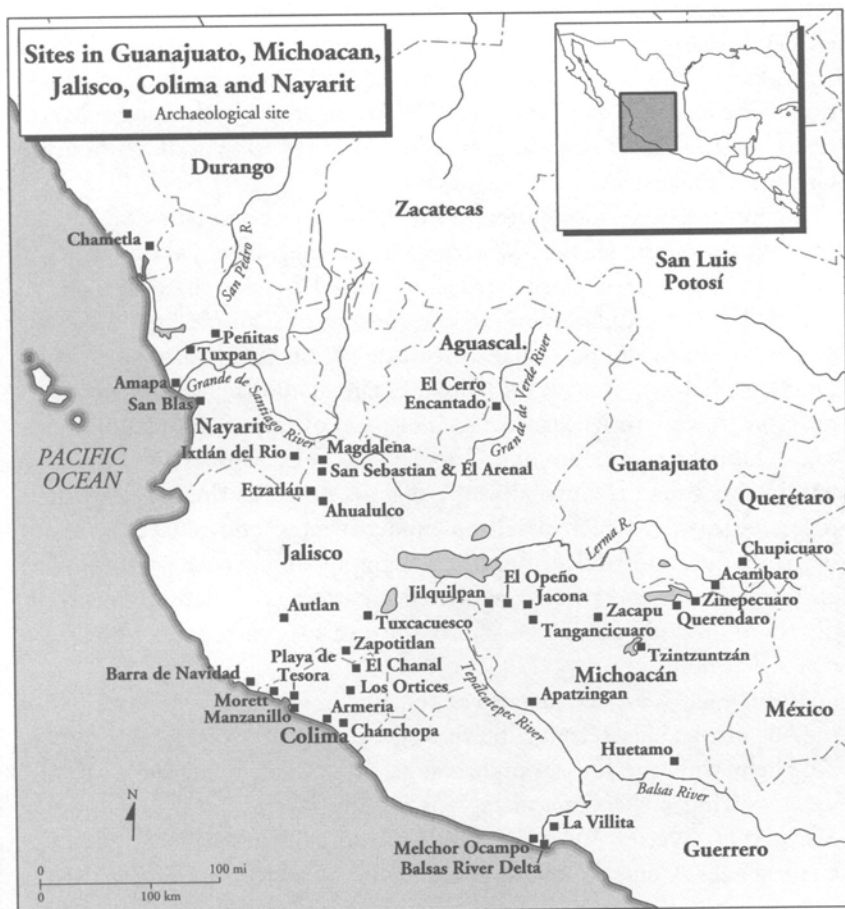 Sites in Guanajuato, Michoacan,
Jalisco, Colima and Nayarit
Archaeological site
Durango
Zacatecas
San Luis
Potosí
Chametla
San Pedro R.
Peñitas
Tuxpan
Aguascal.
Amapa
Grande de Santiago River
San Blas
El Cerro
Encantado
Grande de Verde River
Nayarit
Ixtlán del Rio
Magdalena
San Sebastian & El Arenal
Guanajuato
PACIFIC
OCEAN
Querétaro
Etzatlán
Ahualulco
Jalisco
Lerma R.
Chupicuaro
Acambaro
El Opeño
Jilquilpan
Jacona
Zacapu
Zinepecuaro
Querendaro
Autlan
Tuxcacuesco
Tangancicuaro
Zapotitlan
Tzintzuntzán
Playa de
Tesora
El Chanal
Michoacán
Barra de Navidad
Los Ortices
Tepalcatepec River
Apatzingan
Morett
Manzanillo
Armeria
México
Colima
Chanchopa
Huetamo
Balsas River
N
La Villita
Melchor Ocampo
Balsas River Delta
Guerrero
0 100 mi
0 100 km